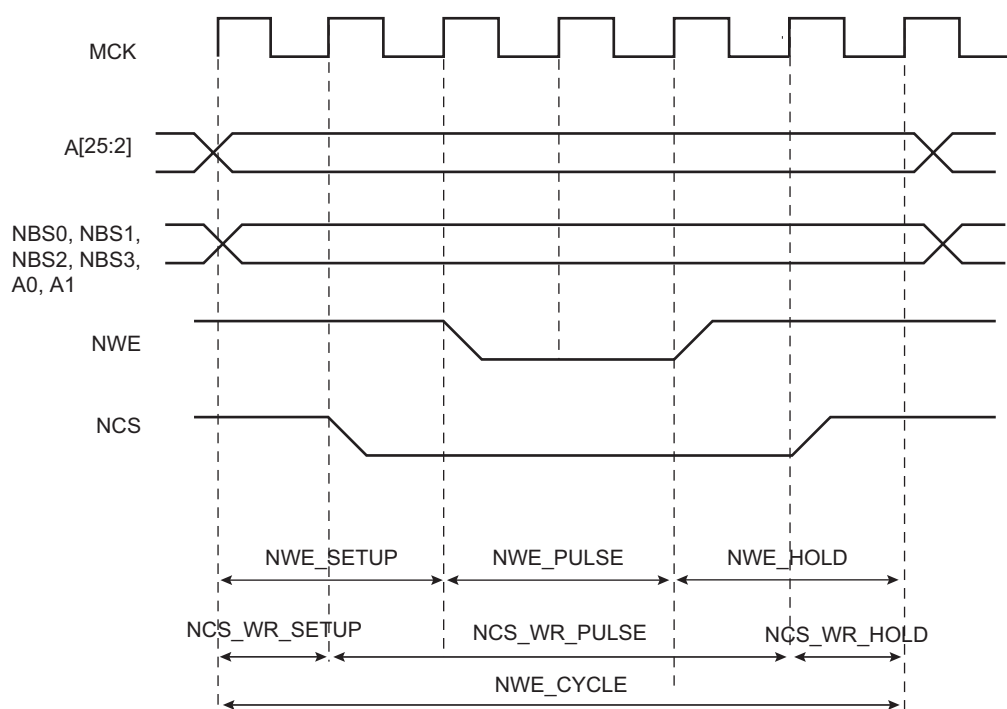 MCK
A[25:2]
NBS0, NBS1,
NBS2, NBS3,
A0, A1
NWE
NCS
NWE_SETUP
NWE_PULSE
NWE_HOLD
NCS_WR_SETUP
NCS_WR_PULSE
NCS_WR_HOLD
NWE_CYCLE